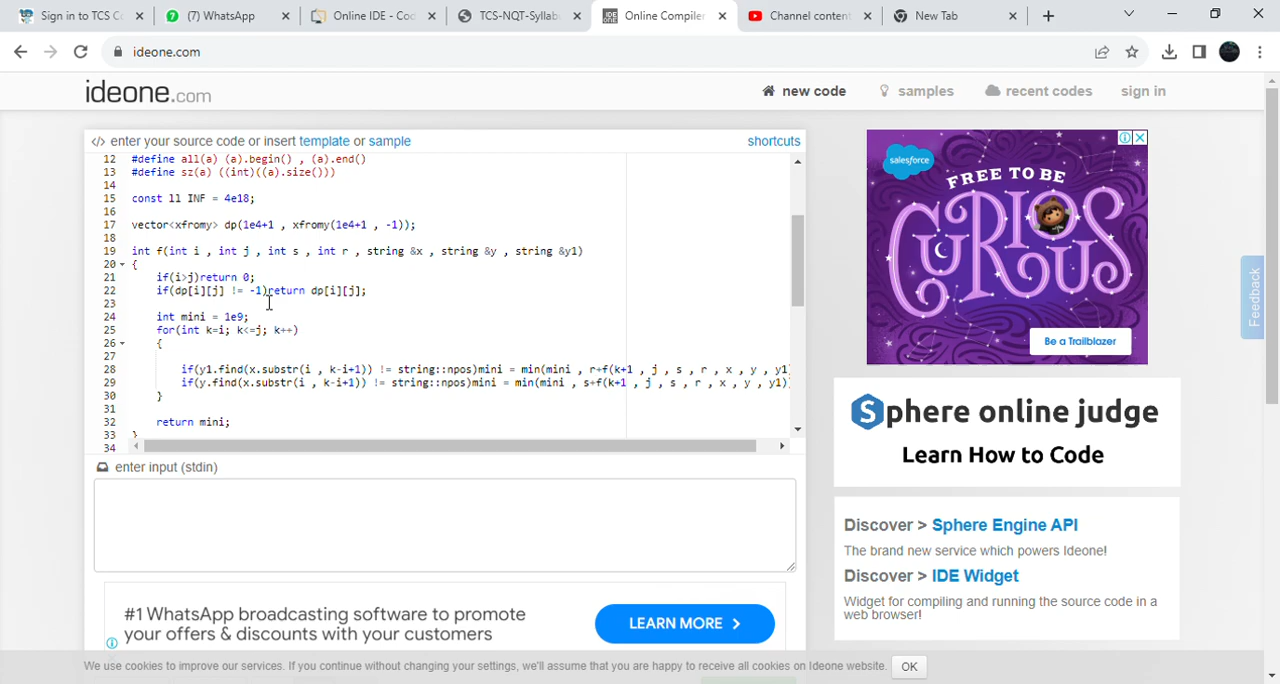 Sign in to TCS C
(7) WhatsApp
Online IDE - Cod
TCS-NQT-Syllab
Online Compiler
Channel content
New Tab
ideone.com
ideone.com
new code
samples
recent codes
sign in
</> enter your source code or insert template or sample
shortcuts
12 #define all(a) (a).begin() , (a).end()
13 #define sz(a) ((int)((a).size()))
14
15 const ll INF = 4e18;
16
17 vector<xfromy> dp(1e4+1 , xfromy(1e4+1 , -1));
18
19 int f(int i , int j , int s , int r , string &x , string &y , string &y1)
20 {
21 if(i>j)return 0;
22 if(dp[i][j] != -1)return dp[i][j];
23
24 int mini = 1e9;
25 for(int k=i; k<=j; k++)
26 {
27
28 if(y1.find(x.substr(i , k-i+1)) != string::npos)mini = min(mini , r+f(k+1 , j , s , r , x , y , y1)
29 if(y.find(x.substr(i , k-i+1)) != string::npos)mini = min(mini , s+f(k+1 , j , s , r , x , y , y1))
30 }
31
32 return mini;
33 }
34
enter input (stdin)
#1 WhatsApp broadcasting software to promote
your offers & discounts with your customers
LEARN MORE
salesforce
FREE TO BE
CURIOUS
Be a Trailblazer
Sphere online judge
Learn How to Code
Discover > Sphere Engine API
The brand new service which powers Ideone!
Discover > IDE Widget
Widget for compiling and running the source code in a
web browser!
Feedback
We use cookies to improve our services. If you continue without changing your settings, we'll assume that you are happy to receive all cookies on Ideone website.
OK